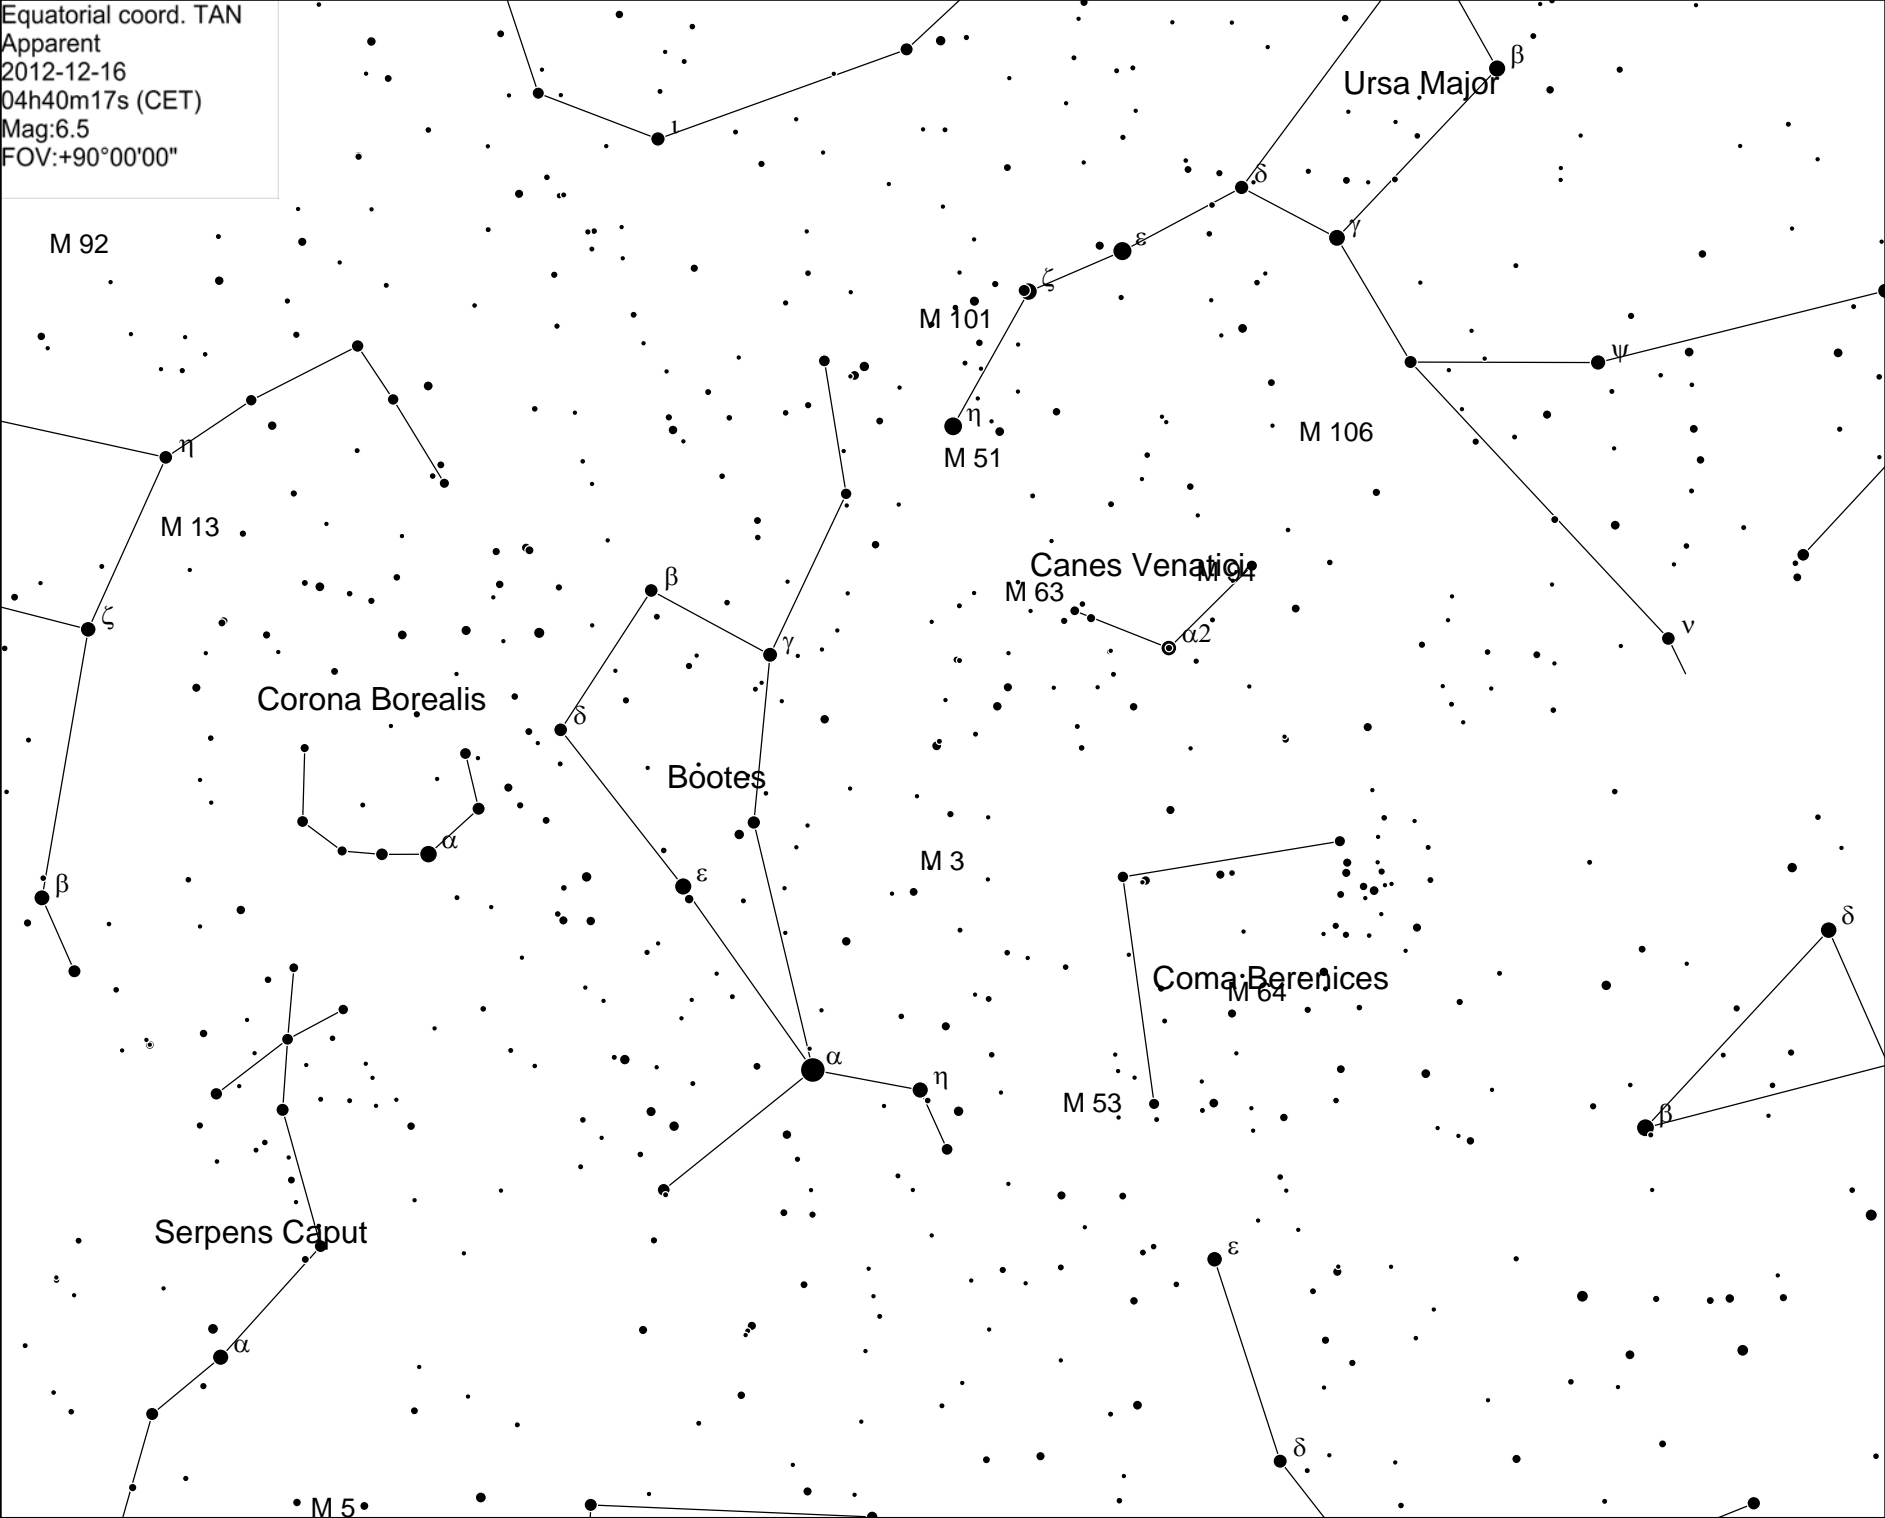 Equatorial coord. TAN
Apparent
2012-12-16
04h40m17s (CET)
Mag:6.5
FOV:+90°00'00"
β
Ursa Major
ι
δ
γ
M 92
ε
ζ
M 101
ψ
η
M 106
η
M 51
M 13
Canes Venatici
M 94
β
M 63
ζ
α2
ν
γ
Corona Borealis
δ
Bootes
α
M 3
ε
β
δ
Coma Berenices
M 64
α
η
M 53
β
Serpens Caput
ε
α
δ
M 5